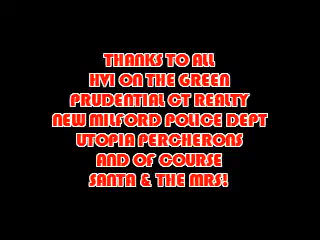 THANKS TO ALL
HVI ON THE GREEN
PRUDENTIAL CT REALTY
NEW MILFORD POLICE DEPT
UTOPIA PERCHERONS
AND OF COURSE
SANTA & THE MRS!